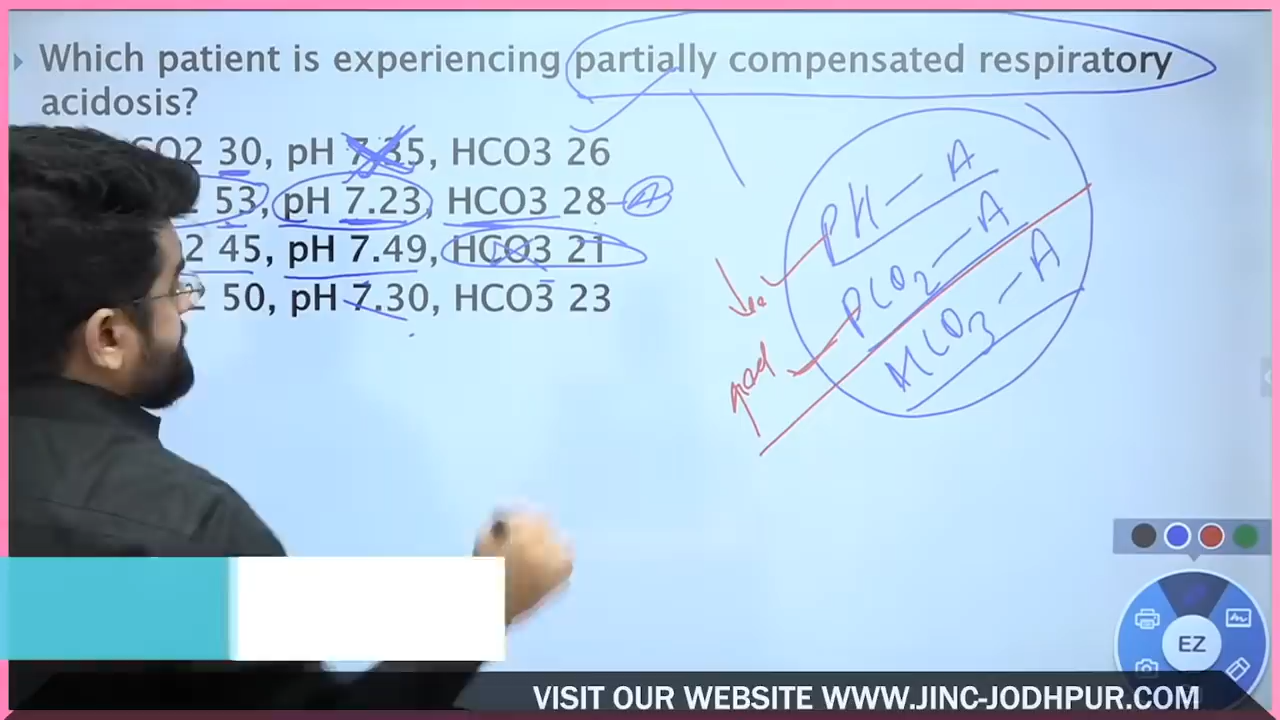 Which patient is experiencing partially compensated respiratory
acidosis?
CO2 30, pH 7.35, HCO3 26
2 53, pH 7.23, HCO3 28 A
2 45, pH 7.49, HCO3 21
2 50, pH 7.30, HCO3 23
PH - A
PCO2 - A
HCO3 - A
EZ
VISIT OUR WEBSITE WWW.JINC-JODHPUR.COM